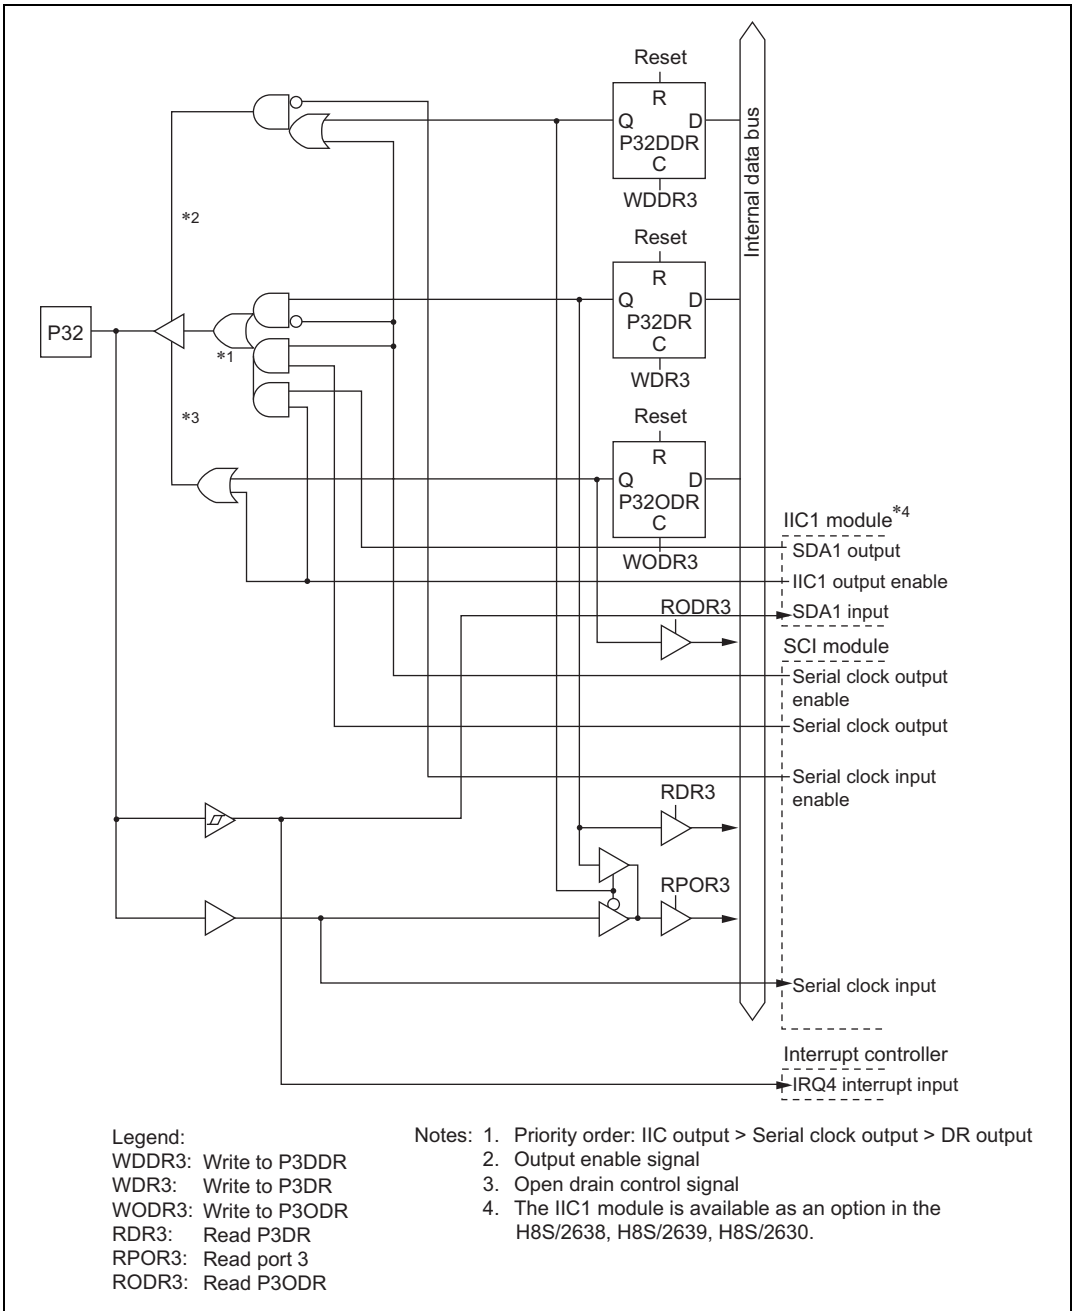 Reset
R
Q D
P32DDR
C
WDDR3
Internal data bus
*2
Reset
R
Q D
P32DR
C
WDR3
P32
*1
*3
Reset
R
Q D
P32ODR
C
WODR3
IIC1 module*4
SDA1 output
IIC1 output enable
SDA1 input
RODR3
SCI module
Serial clock output
enable
Serial clock output
Serial clock input
enable
RDR3
RPOR3
Serial clock input
Interrupt controller
IRQ4 interrupt input
Legend:
WDDR3: Write to P3DDR
WDR3: Write to P3DR
WODR3: Write to P3ODR
RDR3: Read P3DR
RPOR3: Read port 3
RODR3: Read P3ODR
Notes: 1. Priority order: IIC output > Serial clock output > DR output
2. Output enable signal
3. Open drain control signal
4. The IIC1 module is available as an option in the
H8S/2638, H8S/2639, H8S/2630.